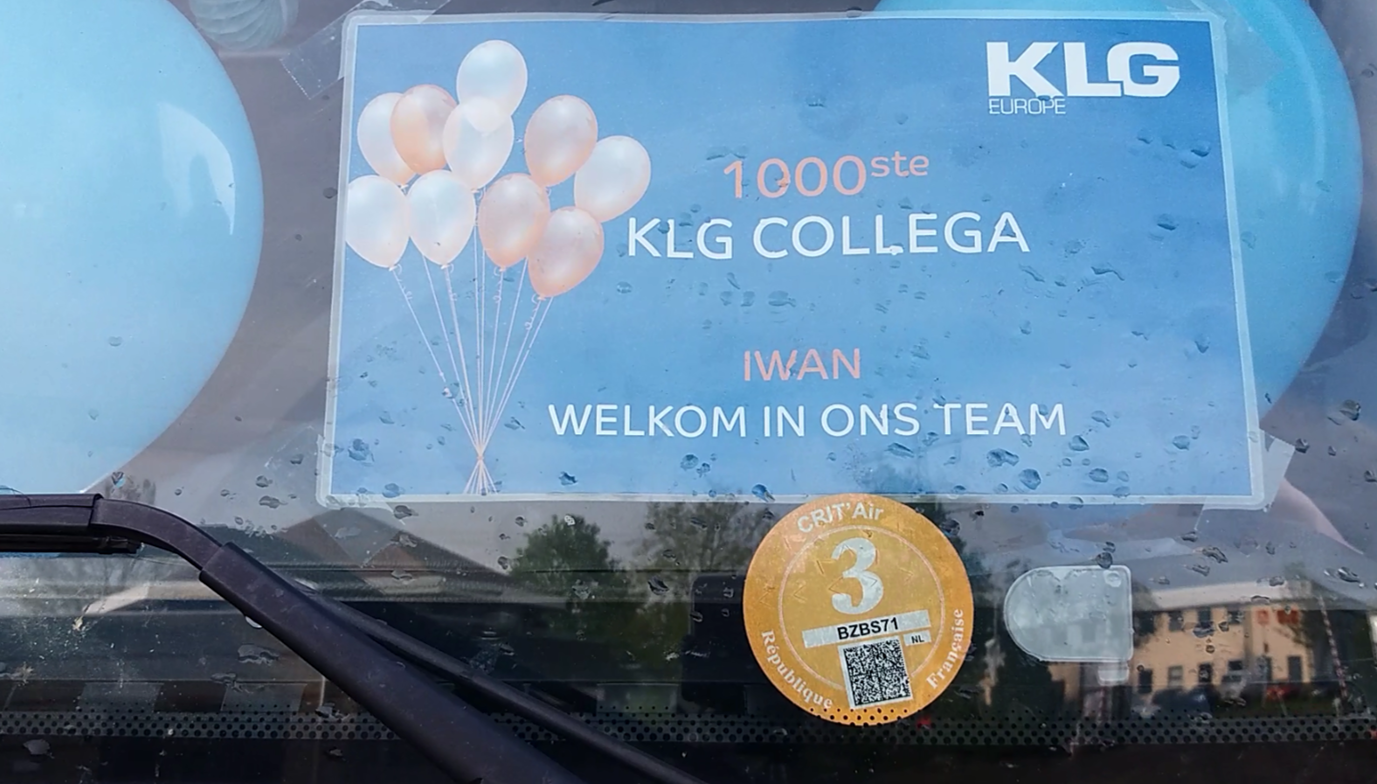 KLG
EUROPE
1000ste
KLG COLLEGA
IWAN
WELKOM IN ONS TEAM
CRIT'Air
3
BZBS71
NL
République Française